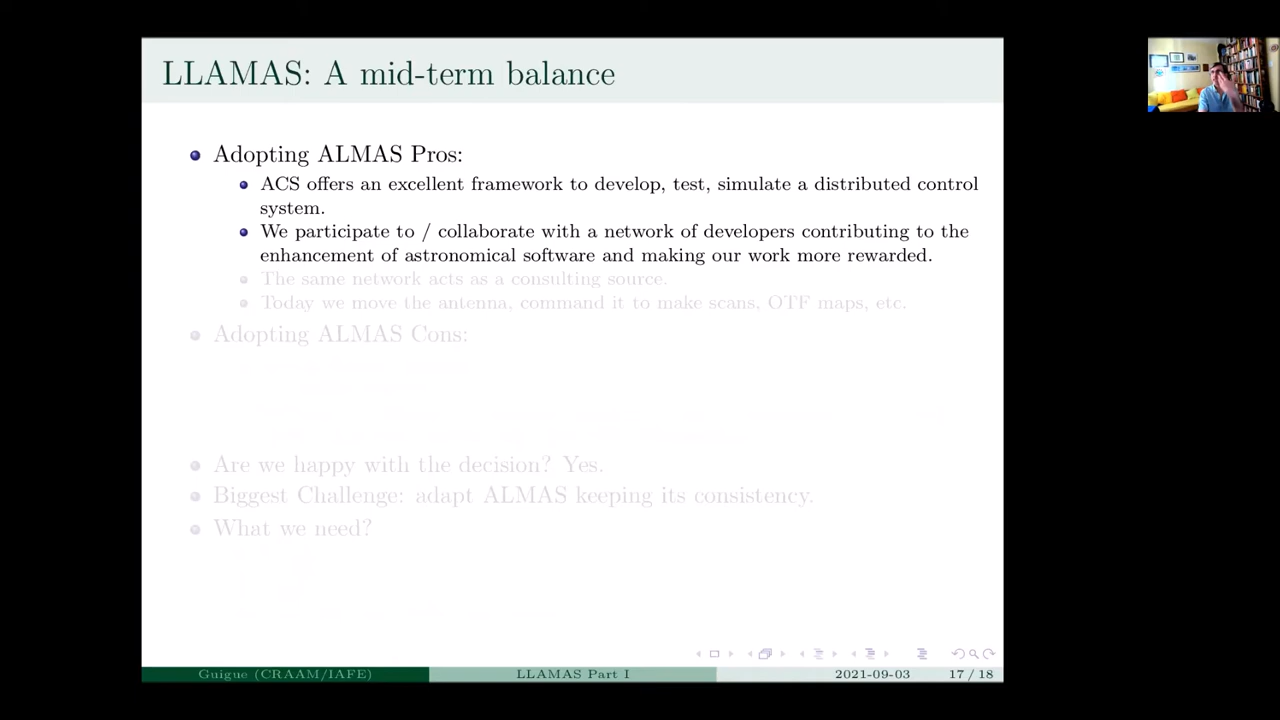 LLAMAS: A mid-term balance
Adopting ALMAS Pros:
ACS offers an excellent framework to develop, test, simulate a distributed control
system.
We participate to / collaborate with a network of developers contributing to the
enhancement of astronomical software and making our work more rewarded.
The same network acts as a consulting source.
Today we move the antenna, command it to make scans, OTF maps, etc.
Adopting ALMAS Cons:
Are we happy with the decision? Yes.
Biggest Challenge: adapt ALMAS keeping its consistency.
What we need?
Guigue (CRAAM/IAFE) LLAMAS Part I 2021-09-03 17 / 18